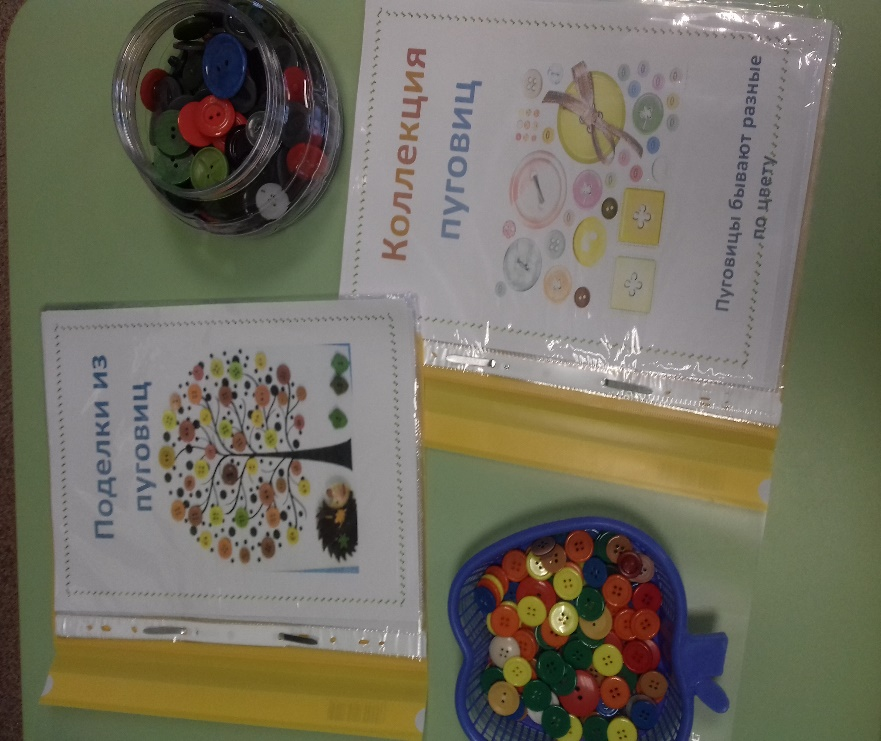 Коллекция
пуговиц
Пуговицы бывают разные
по цвету
Поделки из
пуговиц